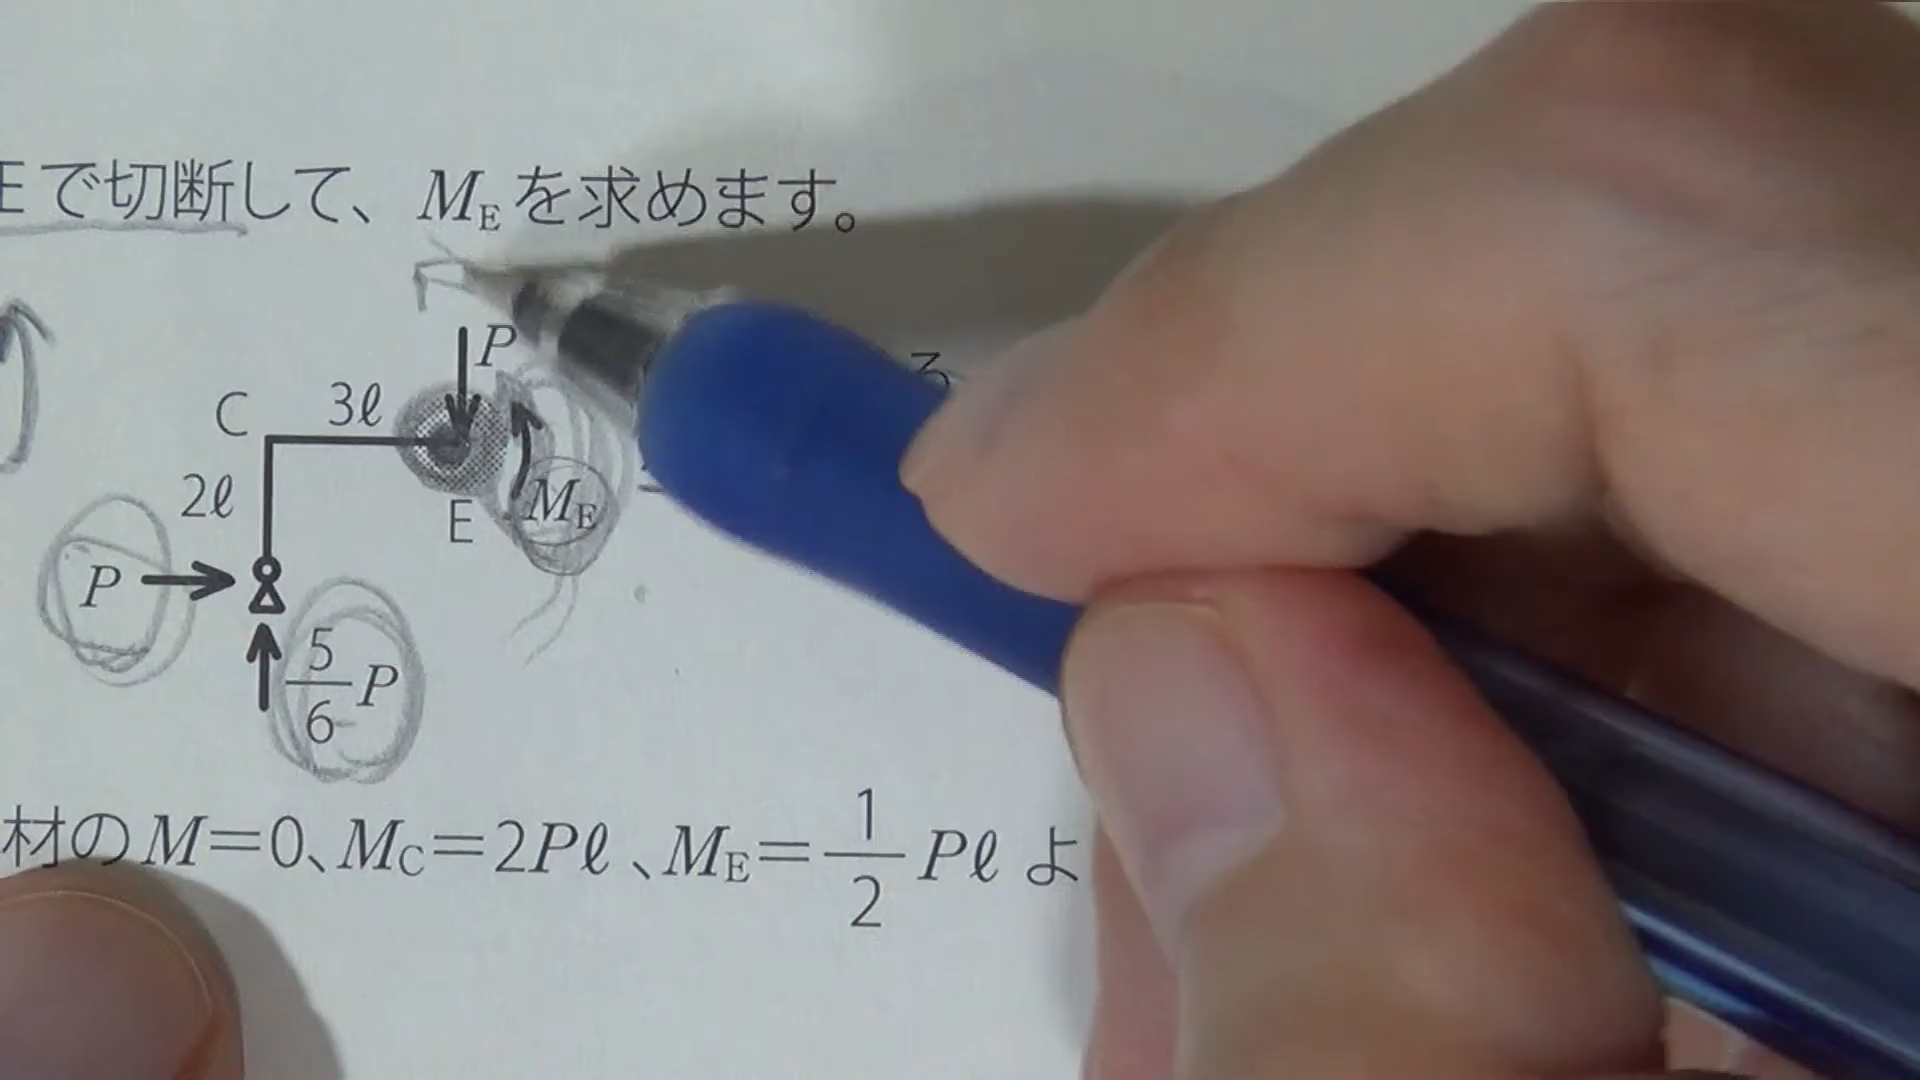 Eで切断して、MEを求めます。
P
C
3ℓ
2ℓ
E
ME
P
5/6 P
3
材のM=0、MC=2Pℓ、ME=1/2 Pℓ よ